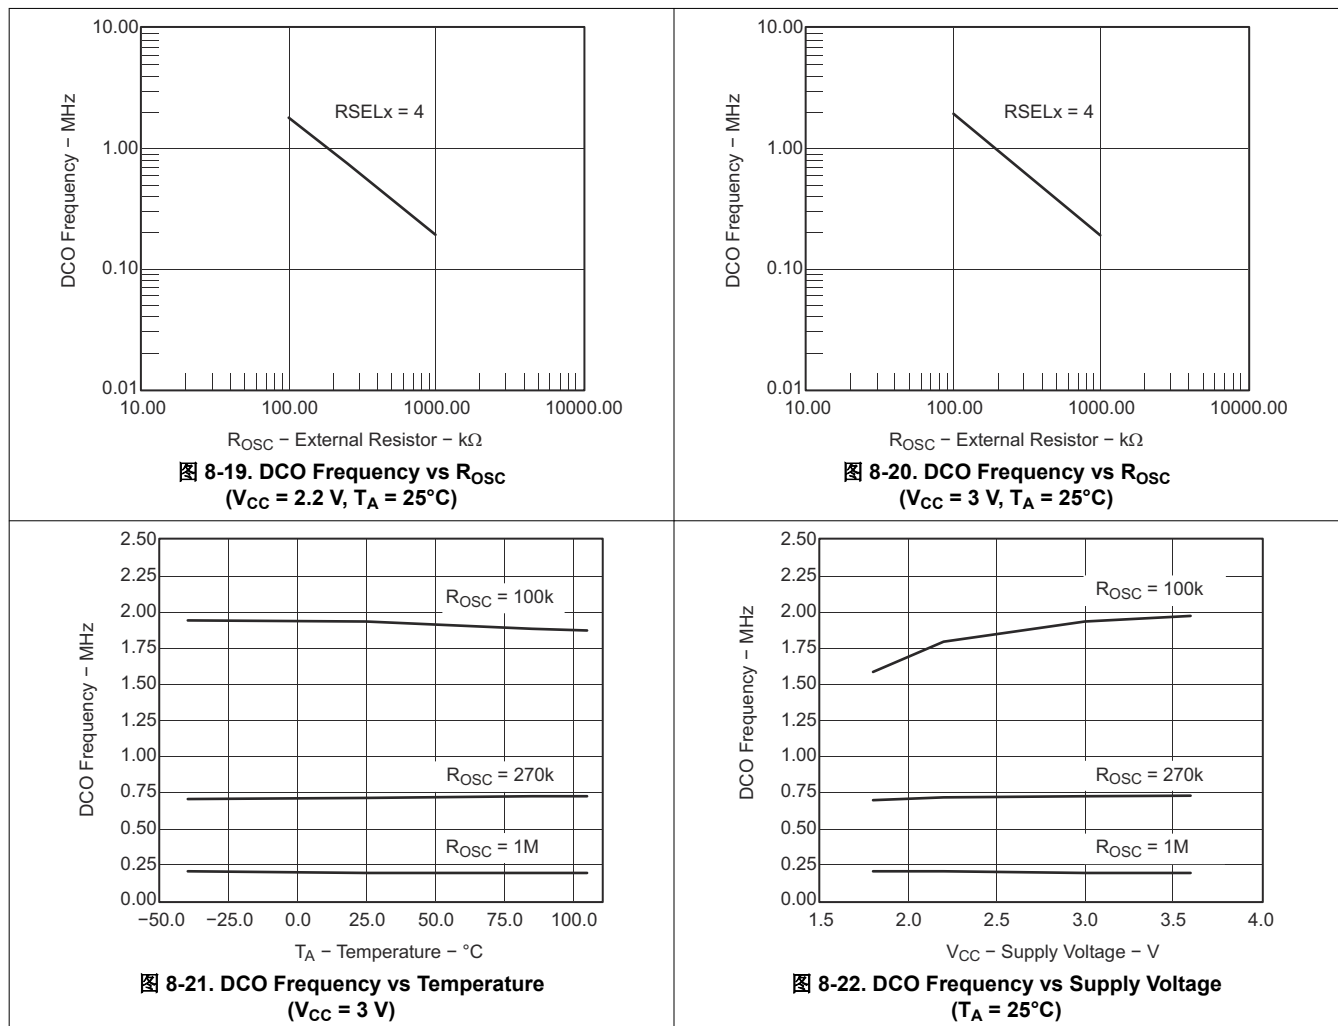 10.00
1.00
0.10
0.01
DCO Frequency − MHz
RSELx = 4
10.00 100.00 1000.00 10000.00
ROSC − External Resistor − kΩ
图 8-19. DCO Frequency vs ROSC
(VCC = 2.2 V, TA = 25°C)
10.00
1.00
0.10
0.01
DCO Frequency − MHz
RSELx = 4
10.00 100.00 1000.00 10000.00
ROSC − External Resistor − kΩ
图 8-20. DCO Frequency vs ROSC
(VCC = 3 V, TA = 25°C)
2.50
2.25
2.00
1.75
1.50
1.25
1.00
0.75
0.50
0.25
0.00
DCO Frequency − MHz
ROSC = 100k
ROSC = 270k
ROSC = 1M
−50.0 −25.0 0.0 25.0 50.0 75.0 100.0
TA − Temperature − °C
图 8-21. DCO Frequency vs Temperature
(VCC = 3 V)
2.50
2.25
2.00
1.75
1.50
1.25
1.00
0.75
0.50
0.25
0.00
DCO Frequency − MHz
ROSC = 100k
ROSC = 270k
ROSC = 1M
1.5 2.0 2.5 3.0 3.5 4.0
VCC − Supply Voltage − V
图 8-22. DCO Frequency vs Supply Voltage
(TA = 25°C)